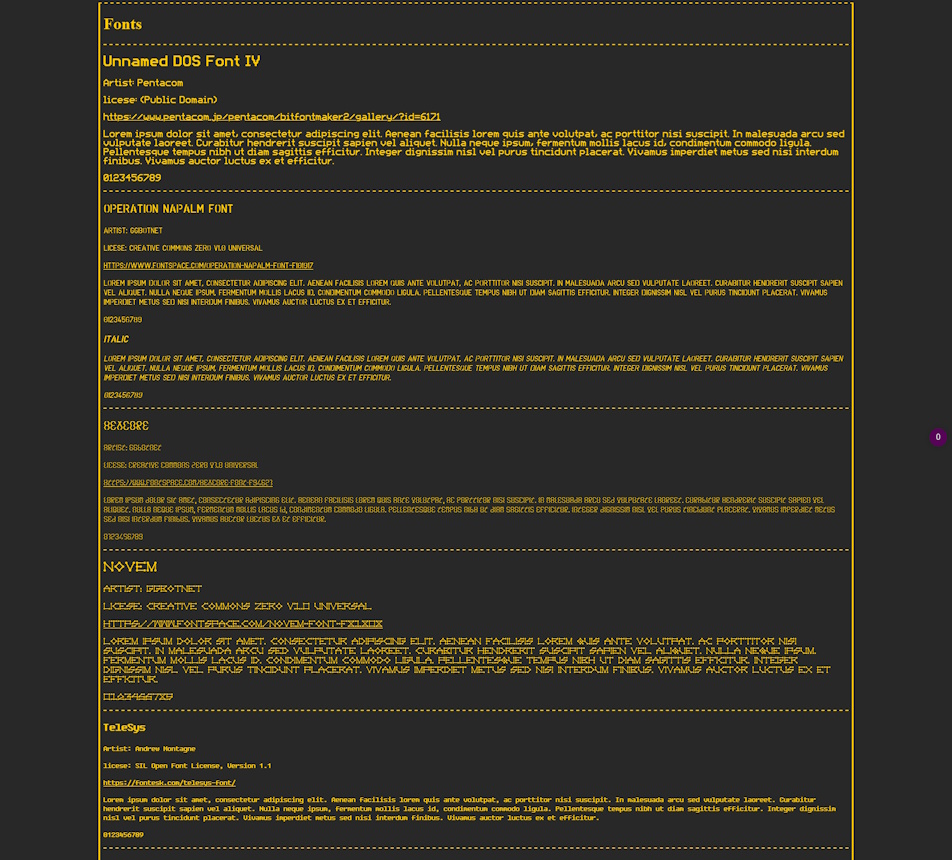 Fonts
Unnamed DOS Font IV
Artist: Pentacom
licese: (Public Domain)
https://www.pentacom.jp/pentacom/bitfontmaker2/gallery/?id=6171
Lorem ipsum dolor sit amet, consectetur adipiscing elit. Aenean facilisis lorem quis ante volutpat, ac porttitor nisi suscipit. In malesuada arcu sed
vulputate laoreet. Curabitur hendrerit suscipit sapien vel aliquet. Nulla neque ipsum, fermentum mollis lacus id, condimentum commodo ligula.
Pellentesque tempus nibh ut diam sagittis efficitur. Integer dignissim nisl vel purus tincidunt placerat. Vivamus imperdiet metus sed nisi interdum
finibus. Vivamus auctor luctus ex et efficitur.
0123456789
OPERATION NAPALM FONT
ARTIST: GGBOTNET
LICESE: CREATIVE COMMONS ZERO V1.0 UNIVERSAL
HTTPS://WWW.FONTSPACE.COM/OPERATION-NAPALM-FONT-F101917
LOREM IPSUM DOLOR SIT AMET, CONSECTETUR ADIPISCING ELIT. AENEAN FACILISIS LOREM QUIS ANTE VOLUTPAT, AC PORTTITOR NISI SUSCIPIT. IN MALESUADA ARCU SED VULPUTATE LAOREET. CURABITUR HENDRERIT SUSCIPIT SAPIEN
VEL ALIQUET. NULLA NEQUE IPSUM, FERMENTUM MOLLIS LACUS ID, CONDIMENTUM COMMODO LIGULA. PELLENTESQUE TEMPUS NIBH UT DIAM SAGITTIS EFFICITUR. INTEGER DIGNISSIM NISL VEL PURUS TINCIDUNT PLACERAT. VIVAMUS
IMPERDIET METUS SED NISI INTERDUM FINIBUS. VIVAMUS AUCTOR LUCTUS EX ET EFFICITUR.
0123456789
ITALIC
LOREM IPSUM DOLOR SIT AMET, CONSECTETUR ADIPISCING ELIT. AENEAN FACILISIS LOREM QUIS ANTE VOLUTPAT, AC PORTTITOR NISI SUSCIPIT. IN MALESUADA ARCU SED VULPUTATE LAOREET. CURABITUR HENDRERIT SUSCIPIT SAPIEN
VEL ALIQUET. NULLA NEQUE IPSUM, FERMENTUM MOLLIS LACUS ID, CONDIMENTUM COMMODO LIGULA. PELLENTESQUE TEMPUS NIBH UT DIAM SAGITTIS EFFICITUR. INTEGER DIGNISSIM NISL VEL PURUS TINCIDUNT PLACERAT. VIVAMUS
IMPERDIET METUS SED NISI INTERDUM FINIBUS. VIVAMUS AUCTOR LUCTUS EX ET EFFICITUR.
0123456789
ARTIST: GGBOTNET
LICESE: CREATIVE COMMONS ZERO V1.0 UNIVERSAL
LOREM IPSUM DOLOR SIT AMET, CONSECTETUR ADIPISCING ELIT. AENEAN FACILISIS LOREM QUIS ANTE VOLUTPAT, AC PORTTITOR NISI SUSCIPIT. IN MALESUADA ARCU SED VULPUTATE LAOREET. CURABITUR HENDRERIT SUSCIPIT SAPIEN VEL
ALIQUET. NULLA NEQUE IPSUM, FERMENTUM MOLLIS LACUS ID, CONDIMENTUM COMMODO LIGULA. PELLENTESQUE TEMPUS NIBH UT DIAM SAGITTIS EFFICITUR. INTEGER DIGNISSIM NISL VEL PURUS TINCIDUNT PLACERAT. VIVAMUS IMPERDIET METUS
SED NISI INTERDUM FINIBUS. VIVAMUS AUCTOR LUCTUS EX ET EFFICITUR.
0123456789
NOVEM
ARTIST: GGBOTNET
LICESE: CREATIVE COMMONS ZERO V1.0 UNIVERSAL
LOREM IPSUM DOLOR SIT AMET, CONSECTETUR ADIPISCING ELIT. AENEAN FACILISIS LOREM QUIS ANTE VOLUTPAT, AC PORTTITOR NISI
SUSCIPIT. IN MALESUADA ARCU SED VULPUTATE LAOREET. CURABITUR HENDRERIT SUSCIPIT SAPIEN VEL ALIQUET. NULLA NEQUE IPSUM,
FERMENTUM MOLLIS LACUS ID, CONDIMENTUM COMMODO LIGULA. PELLENTESQUE TEMPUS NIBH UT DIAM SAGITTIS EFFICITUR. INTEGER
DIGNISSIM NISL VEL PURUS TINCIDUNT PLACERAT. VIVAMUS IMPERDIET METUS SED NISI INTERDUM FINIBUS. VIVAMUS AUCTOR LUCTUS EX ET
EFFICITUR.
0123456789
TeleSys
Artist: Andrew Montagne
licese: SIL Open Font License, Version 1.1
https://fontesk.com/telesys-font/
Lorem ipsum dolor sit amet, consectetur adipiscing elit. Aenean facilisis lorem quis ante volutpat, ac porttitor nisi suscipit. In malesuada arcu sed vulputate laoreet. Curabitur
hendrerit suscipit sapien vel aliquet. Nulla neque ipsum, fermentum mollis lacus id, condimentum commodo ligula. Pellentesque tempus nibh ut diam sagittis efficitur. Integer dignissim
nisl vel purus tincidunt placerat. Vivamus imperdiet metus sed nisi interdum finibus. Vivamus auctor luctus ex et efficitur.
0123456789
0